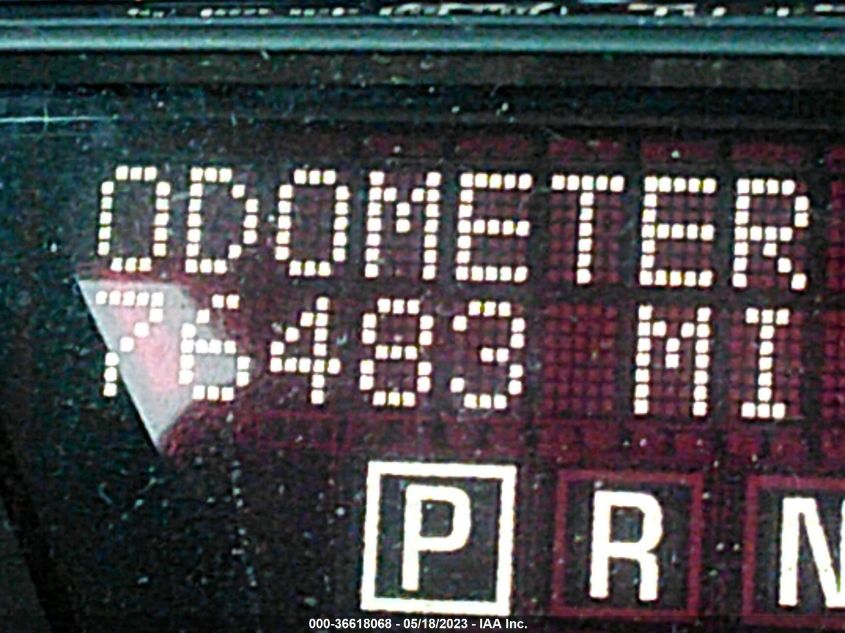 ODOMETER
76483 MI
P R N
000-36618068 - 05/18/2023 - IAA Inc.